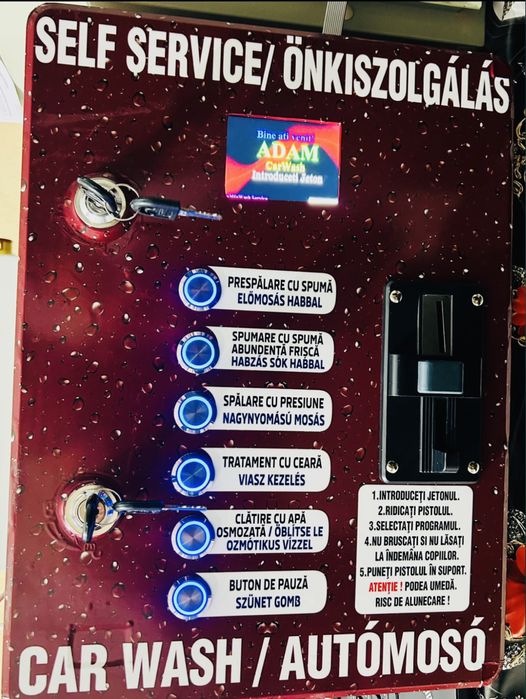 SELF SERVICE/ ÖNKISZOLGÁLÁS
Bine ati venit!
ADAM
CarWash
Introduceti Jeton
PRESPĂLARE CU SPUMĂ
ELŐMOSÁS HABBAL
SPUMARE CU SPUMĂ
ABUNDENTĂ FRIȘCĂ
HABZÁS SÓK HABBAL
SPĂLARE CU PRESIUNE
NAGYNYOMÁSÚ MOSÁS
TRATAMENT CU CEARĂ
VIASZ KEZELÉS
CLĂTIRE CU APĂ
OSMOZATĂ / ÖBLÍTSE LE
OZMÓTIKUS VÍZZEL
BUTON DE PAUZĂ
SZÜNET GOMB
1.INTRODUCEȚI JETONUL.
2.RIDICAȚI PISTOLUL.
3.SELECTAȚI PROGRAMUL.
4.NU BRUSCAȚI SI NU LĂSAȚI
LA ÎNDEMÂNA COPIILOR.
5.PUNEȚI PISTOLUL ÎN SUPORT.
ATENȚIE ! PODEA UMEDĂ.
RISC DE ALUNECARE !
CAR WASH / AUTÓMOSÓ